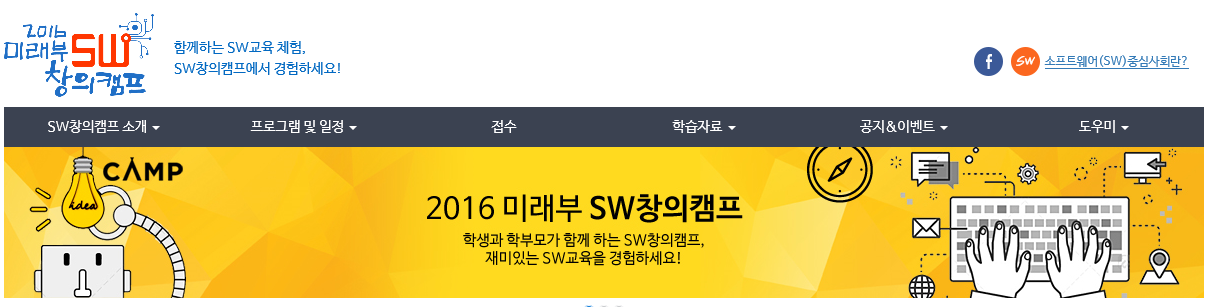 2016
미래부 SW
창의캠프
함께하는 SW교육 체험,
SW창의캠프에서 경험하세요!
f
SW
소프트웨어(SW)중심사회란?
SW창의캠프 소개
프로그램 및 일정
접수
학습자료
공지&이벤트
도우미
CAMP
idea
2016 미래부 SW창의캠프
학생과 학부모가 함께 하는 SW창의캠프,
재미있는 SW교육을 경험하세요!